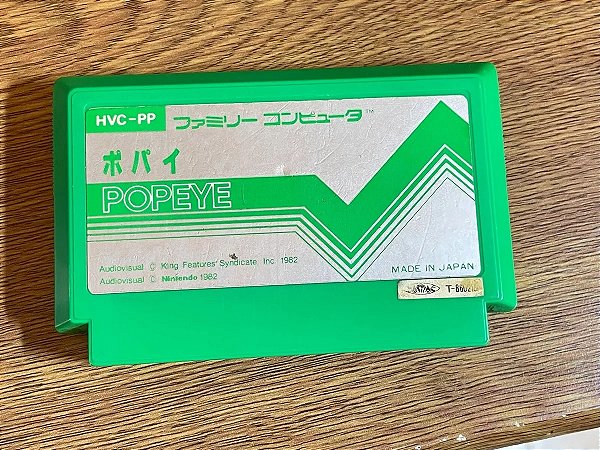 HVC-PP ファミリー コンピュータ™
ポパイ
POPEYE
Audiovisual © King Features Syndicate, Inc. 1982
Audiovisual © Nintendo 1982
MADE IN JAPAN